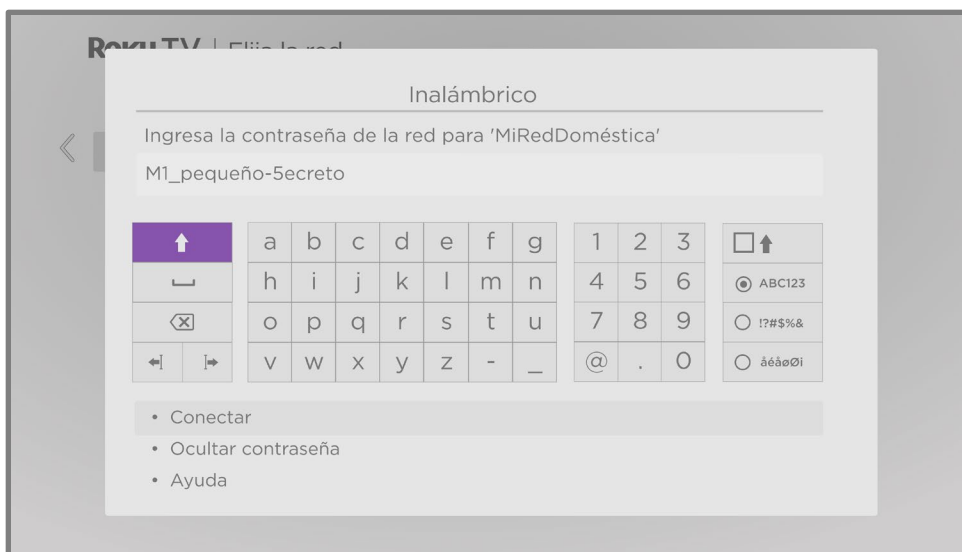 Roku TV | Elija la red
Inalámbrico
Ingresa la contraseña de la red para 'MiRedDoméstica'
M1_pequeño-5ecreto
a b c d e f g 1 2 3
h i j k l m n 4 5 6 ABC123
o p q r s t u 7 8 9 !?#$%&
v w x y z - _ @ . 0 åéåøØi
• Conectar
• Ocultar contraseña
• Ayuda